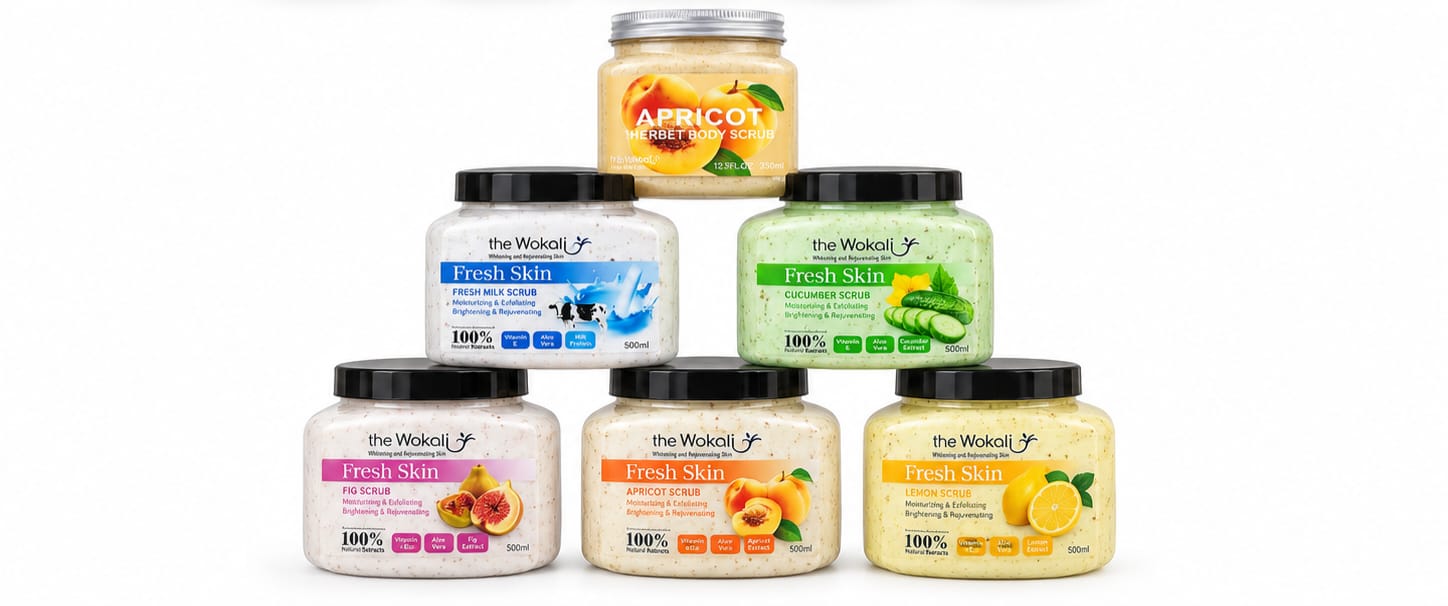 APRICOT
HERBET BODY SCRUB
12.5FL.OZ 350ml
the Wokali
Whitening and Rejuvenating Skin
Fresh Skin
FRESH MILK SCRUB
Moisturizing & Exfoliating
Brightening & Rejuvenating
100%
Natural Extracts
Vitamin E
Aloe Vera
Milk Protein
500ml
the Wokali
Whitening and Rejuvenating Skin
Fresh Skin
CUCUMBER SCRUB
Moisturizing & Exfoliating
Brightening & Rejuvenating
100%
Natural Extracts
Vitamin E
Aloe Vera
Cucumber Extract
500ml
the Wokali
Whitening and Rejuvenating Skin
Fresh Skin
FIG SCRUB
Moisturizing & Exfoliating
Brightening & Rejuvenating
100%
Natural Extracts
Aloe Vera
Fig Extract
500ml
the Wokali
Whitening and Rejuvenating Skin
Fresh Skin
APRICOT SCRUB
Moisturizing & Exfoliating
Brightening & Rejuvenating
100%
Natural Extracts
Aloe Vera
Apricot Extract
500ml
the Wokali
Whitening and Rejuvenating Skin
Fresh Skin
LEMON SCRUB
Moisturizing & Exfoliating
Brightening & Rejuvenating
100%
Natural Extracts
Lemon Extract
500ml